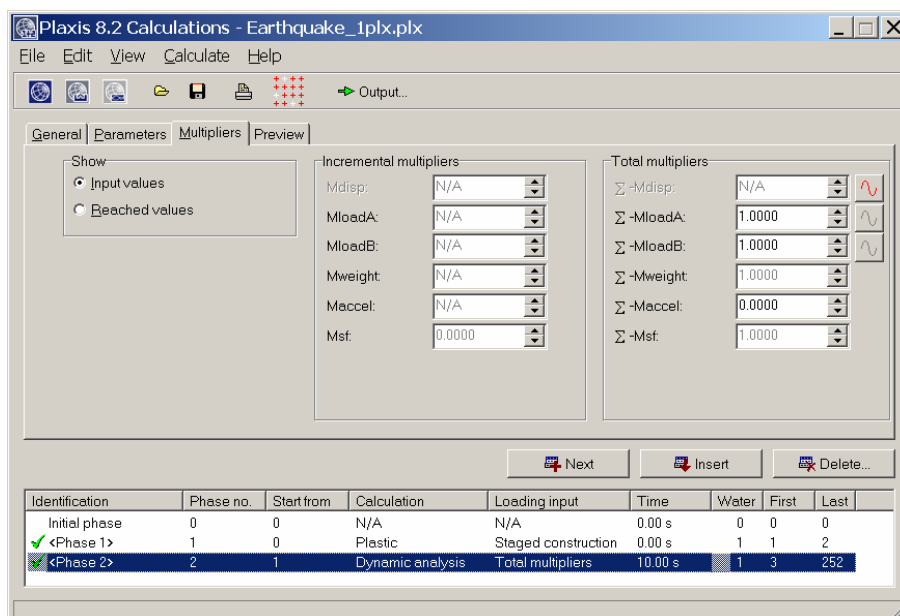 Plaxis 8.2 Calculations - Earthquake_1plx.plx
File Edit View Calculate Help
Output...
General Parameters Multipliers Preview
Show
Input values
Reached values
Incremental multipliers
Mdisp: N/A
MloadA: N/A
MloadB: N/A
Mweight: N/A
Maccel: N/A
Msf: 0.0000
Total multipliers
Σ -Mdisp: N/A
Σ -MloadA: 1.0000
Σ -MloadB: 1.0000
Σ -Mweight: 1.0000
Σ -Maccel: 0.0000
Σ -Msf: 1.0000
Next Insert Delete...
Identification Phase no. Start from Calculation Loading input Time Water First Last
Initial phase 0 0 N/A N/A 0.00 s 0 0 0
<Phase 1> 1 0 Plastic Staged construction 0.00 s 1 1 2
<Phase 2> 2 1 Dynamic analysis Total multipliers 10.00 s 1 3 252